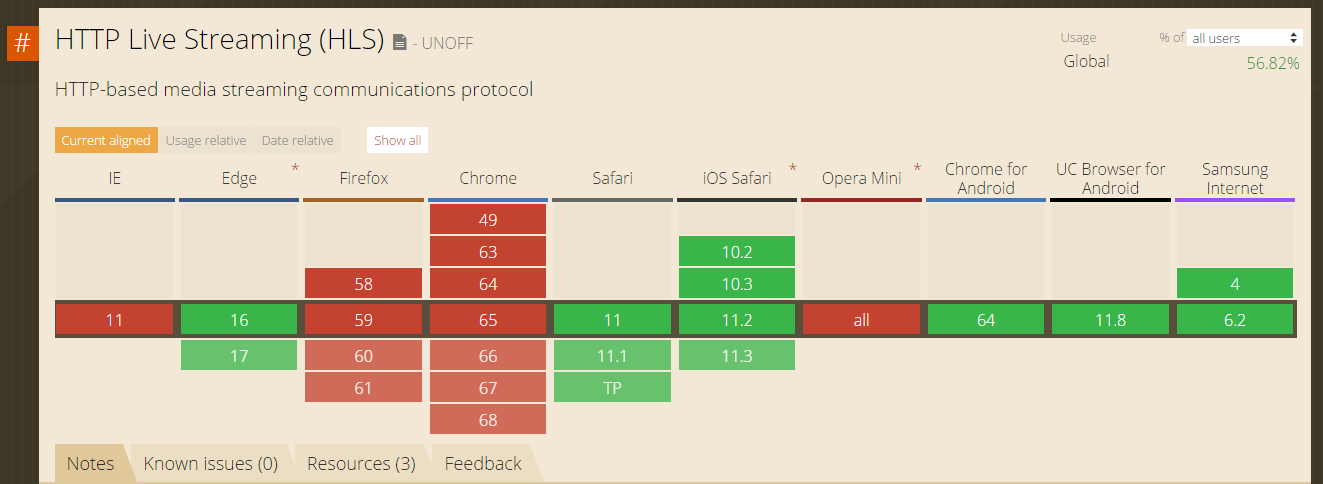 # HTTP Live Streaming (HLS) - UNOFF
Usage % of all users
Global 56.82%
HTTP-based media streaming communications protocol
Current aligned Usage relative Date relative Show all
IE Edge * Firefox Chrome Safari iOS Safari * Opera Mini * Chrome for Android UC Browser for Android Samsung Internet
49
63 10.2
58 64 10.3 4
11 16 59 65 11 11.2 all 64 11.8 6.2
17 60 66 11.1 11.3
61 67 TP
68
Notes Known issues (0) Resources (3) Feedback